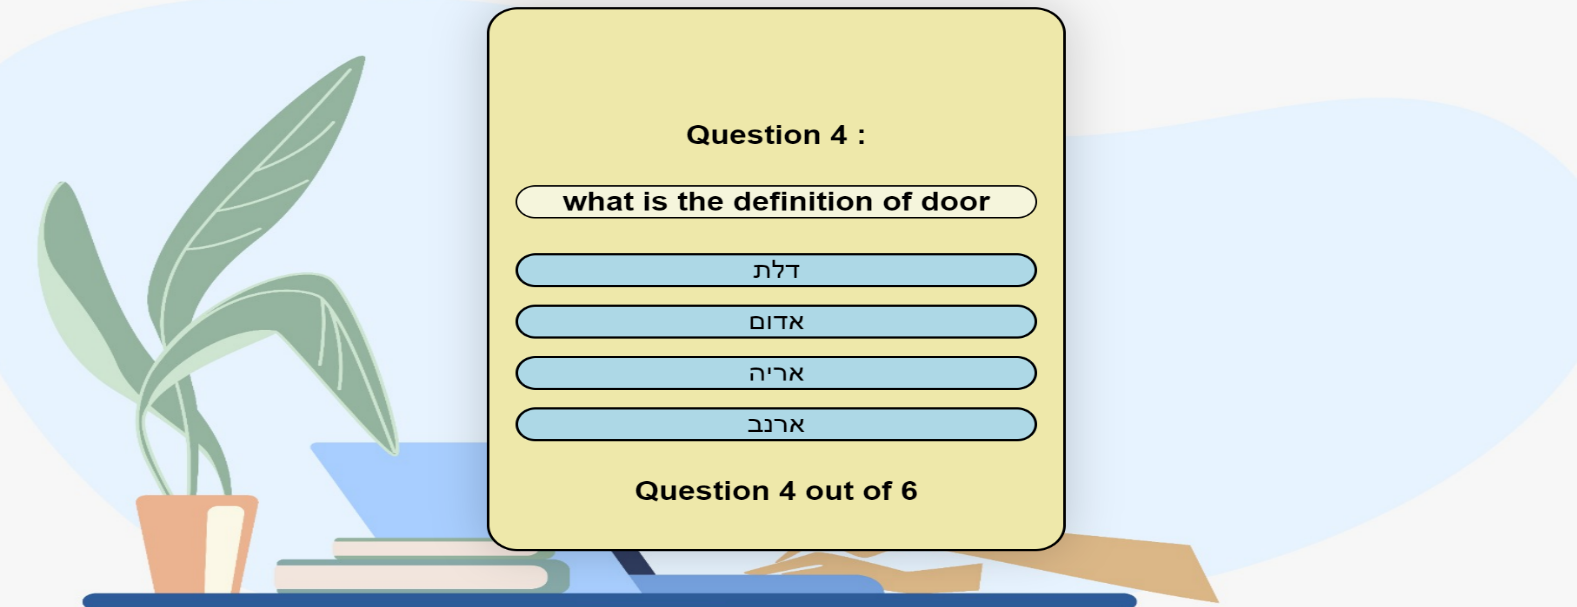 Question 4 :
what is the definition of door
דלת
אדום
אריה
ארנב
Question 4 out of 6